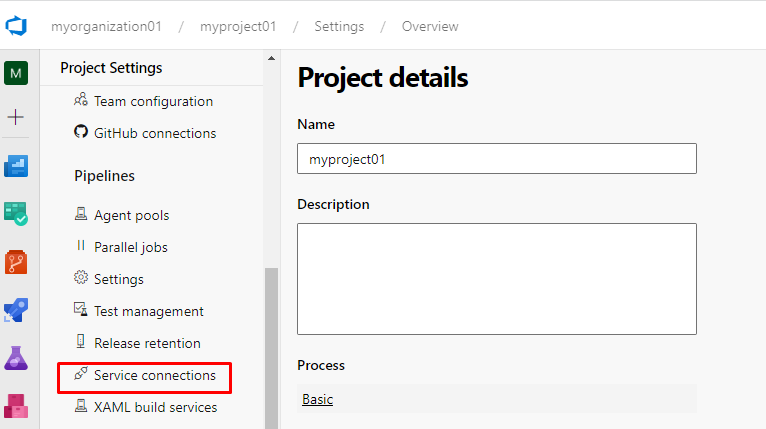 myorganization01 / myproject01 / Settings / Overview
M
Project Settings
Team configuration
GitHub connections
Pipelines
Agent pools
Parallel jobs
Settings
Test management
Release retention
Service connections
XAML build services
Project details
Name
myproject01
Description
Process
Basic